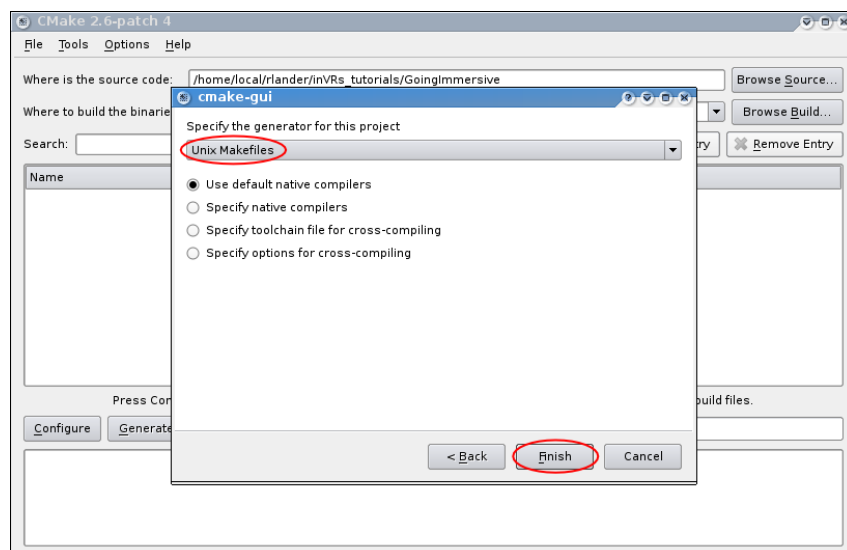 CMake 2.6-patch 4
File Tools Options Help
Where is the source code: /home/local/rlander/inVRs_tutorials/GoingImmersive Browse Source...
cmake-gui
Where to build the binarie Browse Build...
Specify the generator for this project
Search: Remove Entry
Unix Makefiles
Name
Use default native compilers
Specify native compilers
Specify toolchain file for cross-compiling
Specify options for cross-compiling
Press Con build files.
Configure Generate
< Back Finish Cancel